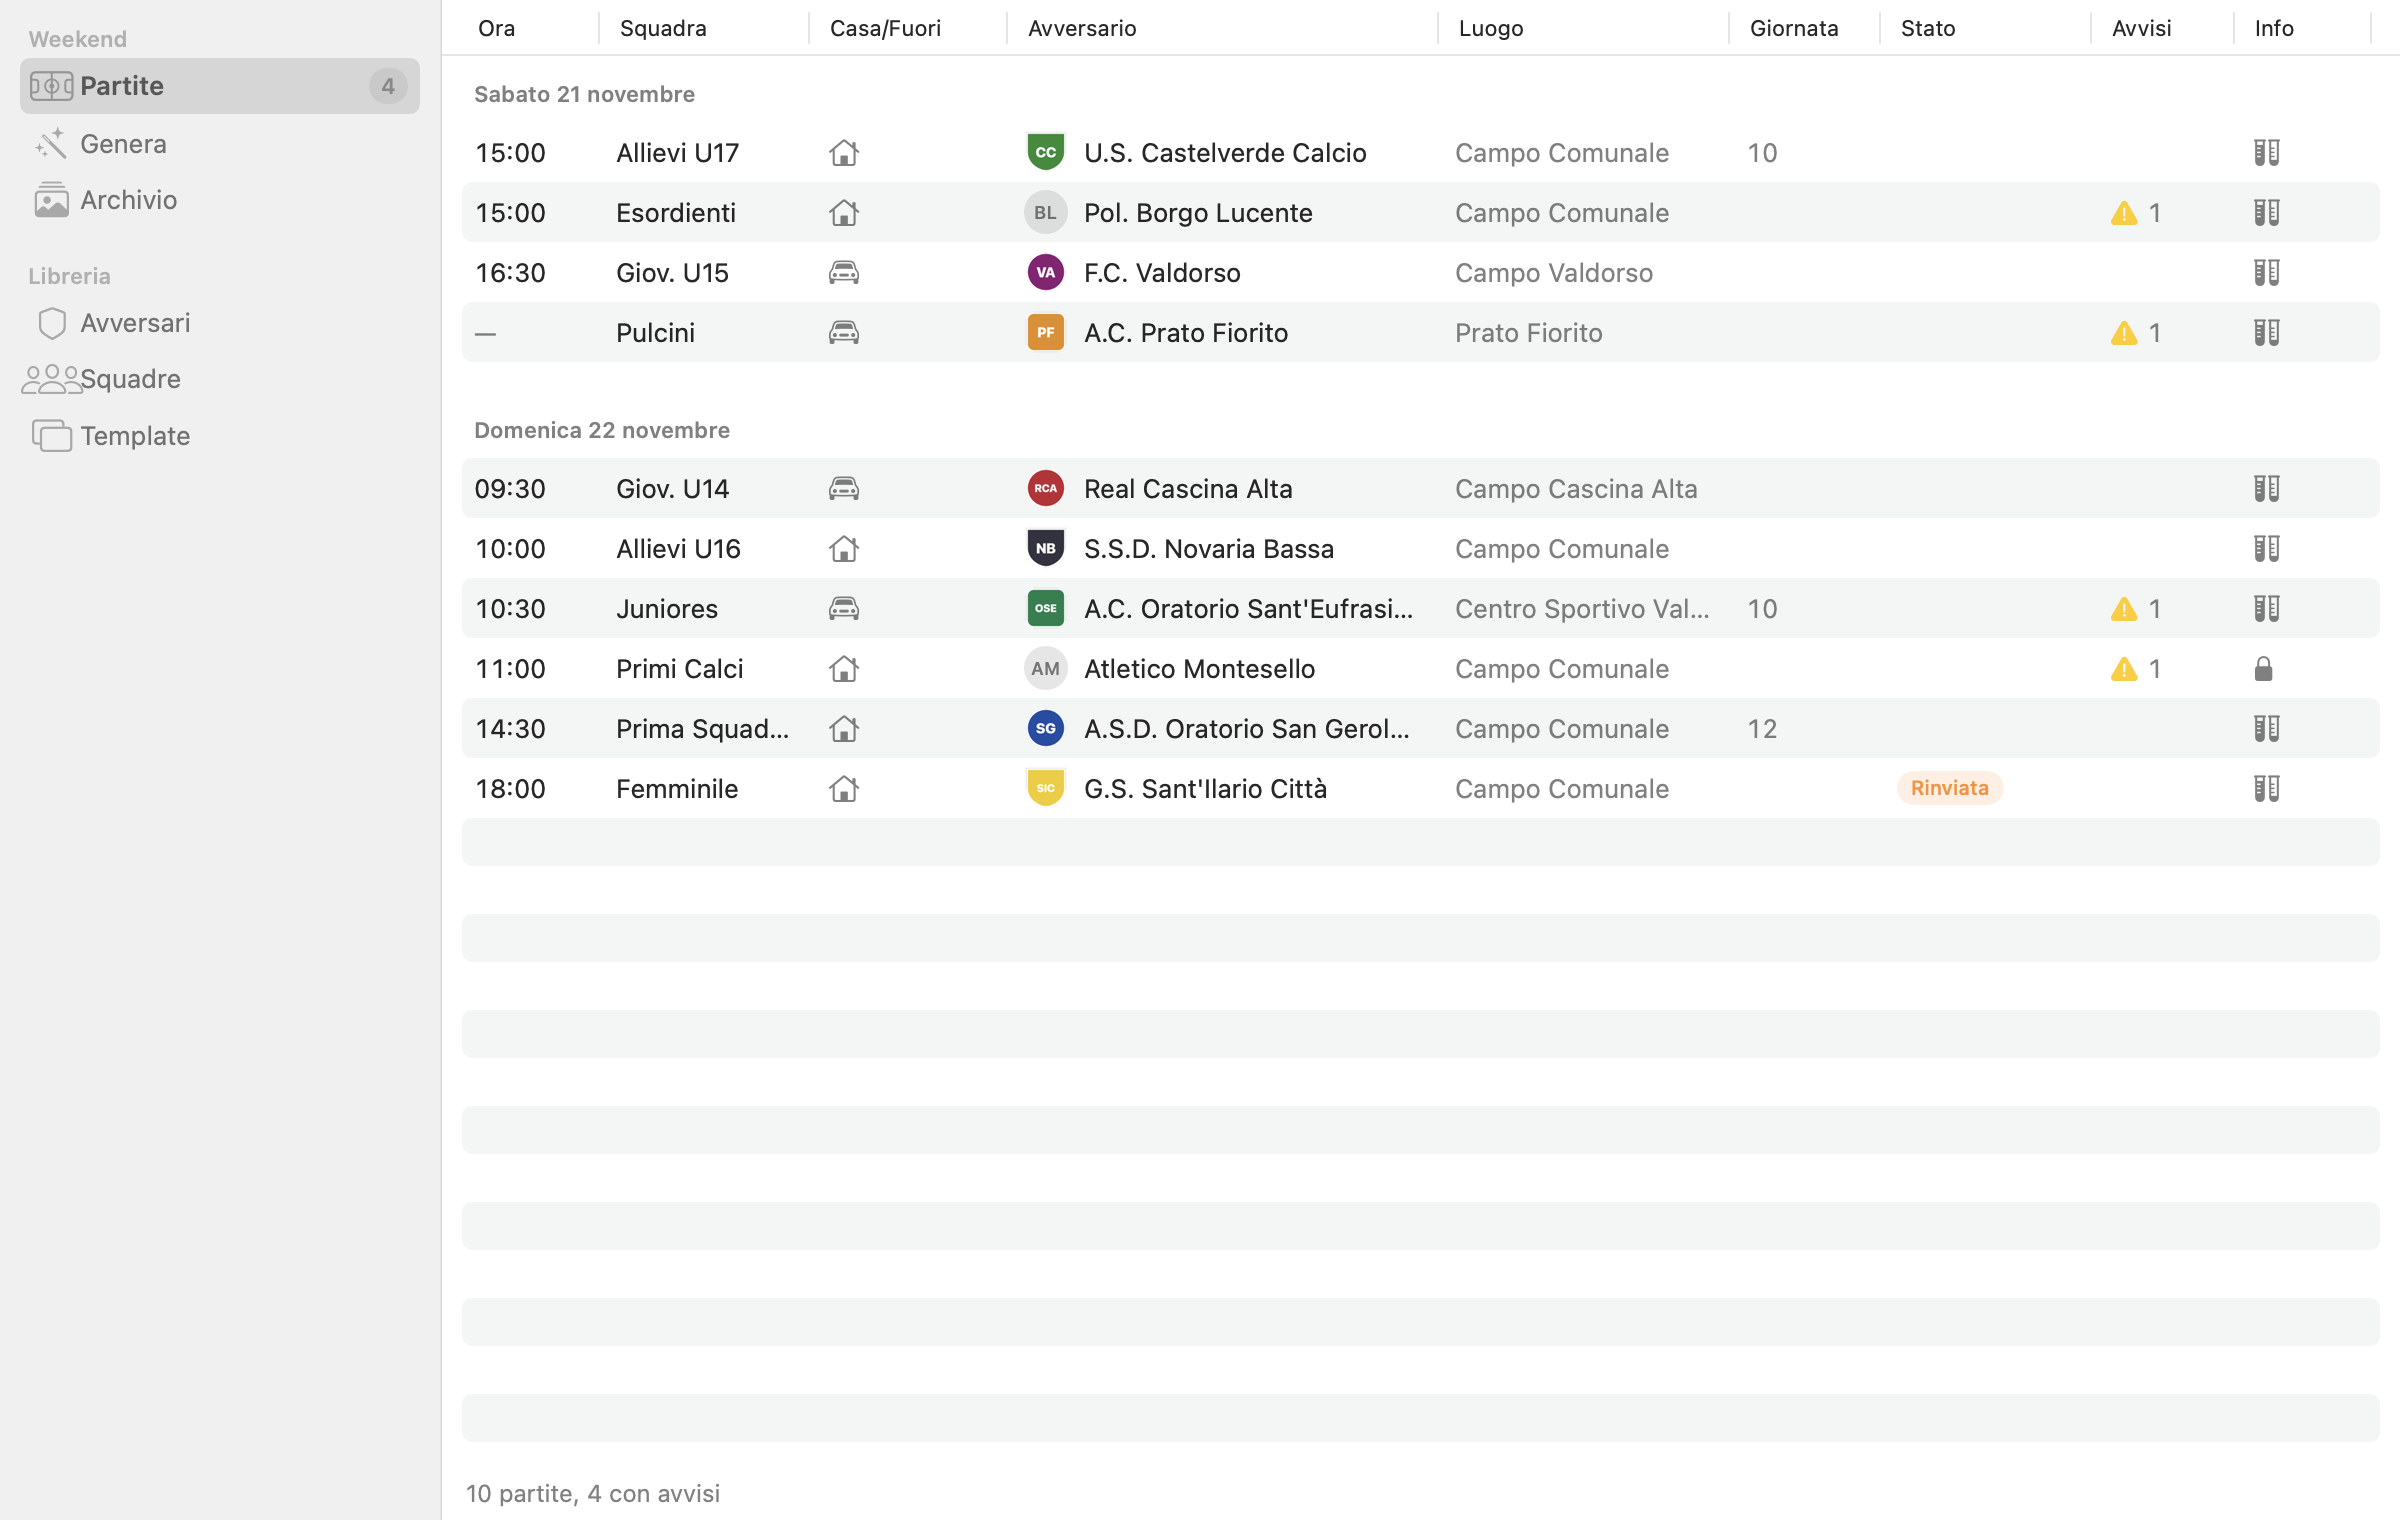 Weekend
Partite 4
Genera
Archivio
Libreria
Avversari
Squadre
Template
Ora Squadra Casa/Fuori Avversario Luogo Giornata Stato Avvisi Info
Sabato 21 novembre
15:00 Allievi U17 CC U.S. Castelverde Calcio Campo Comunale 10
15:00 Esordienti BL Pol. Borgo Lucente Campo Comunale 1
16:30 Giov. U15 VA F.C. Valdorso Campo Valdorso
— Pulcini PF A.C. Prato Fiorito Prato Fiorito 1
Domenica 22 novembre
09:30 Giov. U14 RCA Real Cascina Alta Campo Cascina Alta
10:00 Allievi U16 NB S.S.D. Novaria Bassa Campo Comunale
10:30 Juniores OSE A.C. Oratorio Sant'Eufrasi... Centro Sportivo Val... 10 1
11:00 Primi Calci AM Atletico Montesello Campo Comunale 1
14:30 Prima Squad... SG A.S.D. Oratorio San Gerol... Campo Comunale 12
18:00 Femminile SIC G.S. Sant'Ilario Città Campo Comunale Rinviata
10 partite, 4 con avvisi